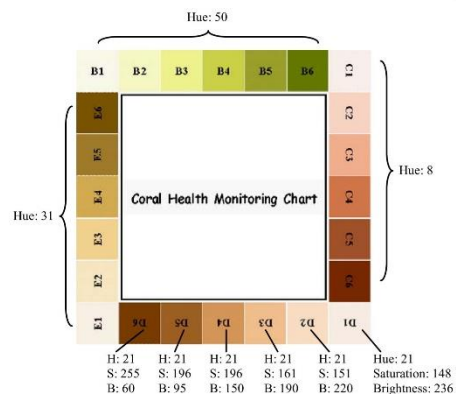 Hue: 50
B1 B2 B3 B4 B5 B6 C1
E6 C2
E5 C3
Hue: 31 E4 Coral Health Monitoring Chart C4 Hue: 8
E3 C5
E2 C6
E1 D6 D5 D4 D3 D2 D1
H: 21 H: 21 H: 21 H: 21 H: 21 Hue: 21
S: 255 S: 196 S: 196 S: 161 S: 151 Saturation: 148
B: 60 B: 95 B: 150 B: 190 B: 220 Brightness: 236